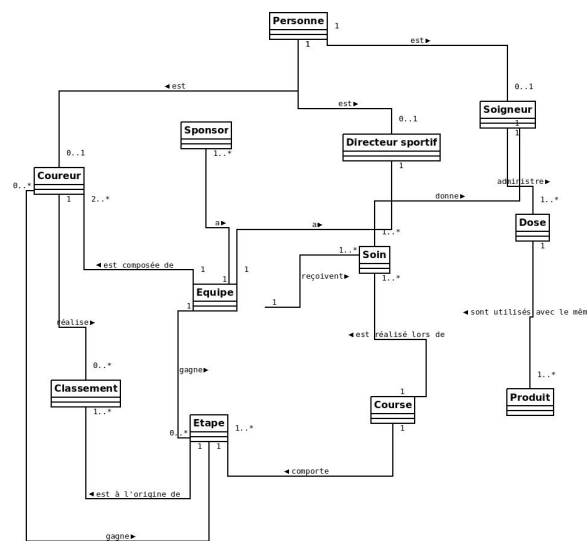 Personne
1
1
est▶
◀est
est▶
0..1
0..1
Sponsor
Soigneur
1
1
Directeur sportif
1..*
1
0..1
Coureur
0..*
1
2..*
administre▶
donne▶
1..*
Dose
1
a▶
a▶
1..*
1..*
Soin
1..*
◀est composée de
1
1
1
reçoivent▶
Equipe
1
1
◀sont utilisés avec le mêm
réalise▶
◀est réalisé lors de
gagne▶
0..*
1..*
Classement
1..*
1
Course
1
Produit
Etape
1..*
0..*
1
1
◀comporte
◀est à l'origine de
gagne▶